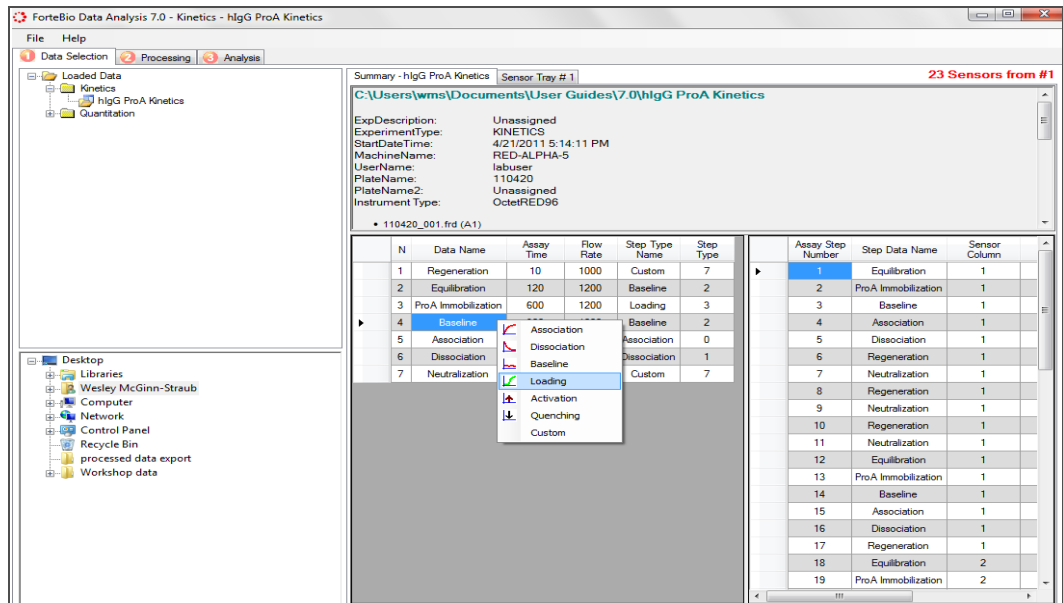 ForteBio Data Analysis 7.0 - Kinetics - hIgG ProA Kinetics
File Help
1 Data Selection 2 Processing 3 Analysis
Loaded Data
Kinetics
hIgG ProA Kinetics
Quantitation
Desktop
Libraries
Wesley McGinn-Straub
Computer
Network
Control Panel
Recycle Bin
processed data export
Workshop data
Summary - hIgG ProA Kinetics Sensor Tray # 1
23 Sensors from #1
C:\Users\wms\Documents\User Guides\7.0\hIgG ProA Kinetics
ExpDescription: Unassigned
ExperimentType: KINETICS
StartDateTime: 4/21/2011 5:14:11 PM
MachineName: RED-ALPHA-5
UserName: labuser
PlateName: 110420
PlateName2: Unassigned
Instrument Type: OctetRED96
• 110420_001.frd (A1)
N Data Name Assay Time Flow Rate Step Type Name Step Type
1 Regeneration 10 1000 Custom 7
2 Equilibration 120 1200 Baseline 2
3 ProA Immobilization 600 1200 Loading 3
4 Baseline Baseline 2
5 Association Association 0
6 Dissociation Dissociation 1
7 Neutralization Custom 7
Association
Dissociation
Baseline
Loading
Activation
Quenching
Custom
Assay Step Number Step Data Name Sensor Column
1 Equilibration 1
2 ProA Immobilization 1
3 Baseline 1
4 Association 1
5 Dissociation 1
6 Regeneration 1
7 Neutralization 1
8 Regeneration 1
9 Neutralization 1
10 Regeneration 1
11 Neutralization 1
12 Equilibration 1
13 ProA Immobilization 1
14 Baseline 1
15 Association 1
16 Dissociation 1
17 Regeneration 1
18 Equilibration 2
19 ProA Immobilization 2